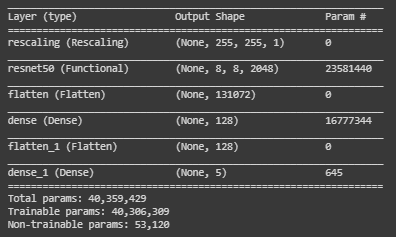 Layer (type) Output Shape Param #
rescaling (Rescaling) (None, 255, 255, 1) 0
resnet50 (Functional) (None, 8, 8, 2048) 23581440
flatten (Flatten) (None, 131072) 0
dense (Dense) (None, 128) 16777344
flatten_1 (Flatten) (None, 128) 0
dense_1 (Dense) (None, 5) 645
Total params: 40,359,429
Trainable params: 40,306,309
Non-trainable params: 53,120